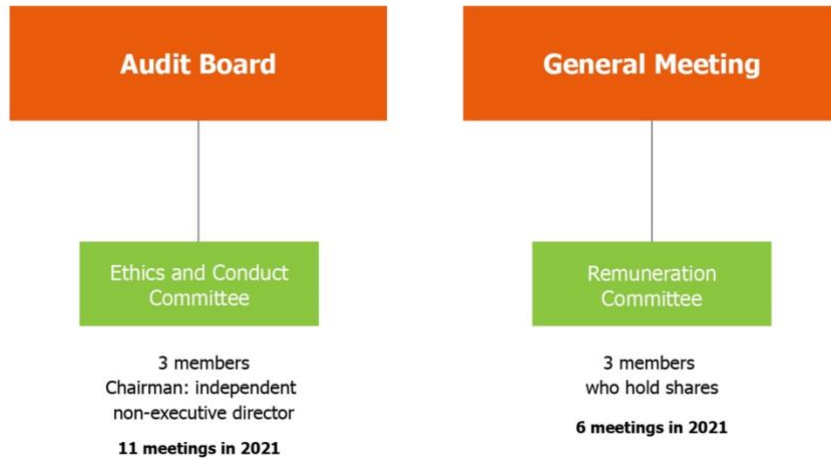 Audit Board
Ethics and Conduct
Committee
3 members
Chairman: independent
non-executive director
11 meetings in 2021
General Meeting
Remuneration
Committee
3 members
who hold shares
6 meetings in 2021